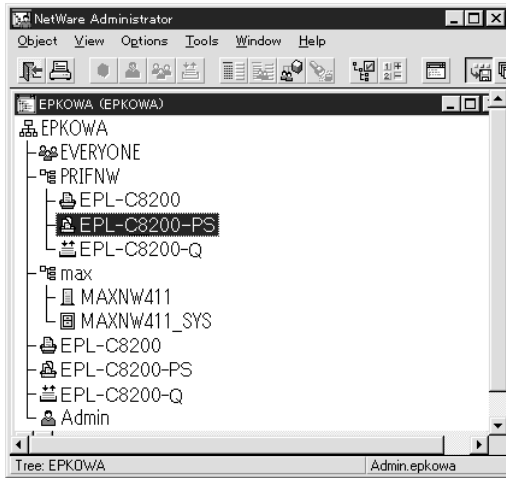 NetWare Administrator
Object View Options Tools Window Help
EPKOWA (EPKOWA)
EPKOWA
EVERYONE
PRIFNW
EPL-C8200
EPL-C8200-PS
EPL-C8200-Q
max
MAXNW411
MAXNW411_SYS
EPL-C8200
EPL-C8200-PS
EPL-C8200-Q
Admin
Tree: EPKOWA Admin.epkowa